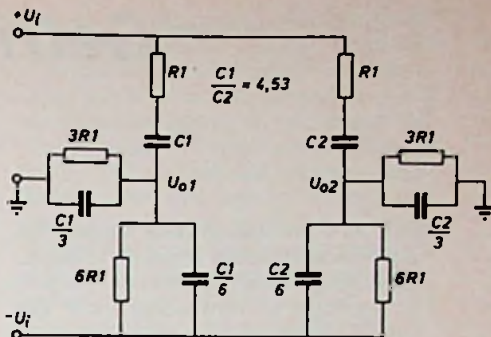 +Ui
R1
C1/C2 = 4,53
R1
C1
C2
3R1
3R1
Uo1
Uo2
C1/3
C2/3
6R1
C1/6
C2/6
6R1
-Ui